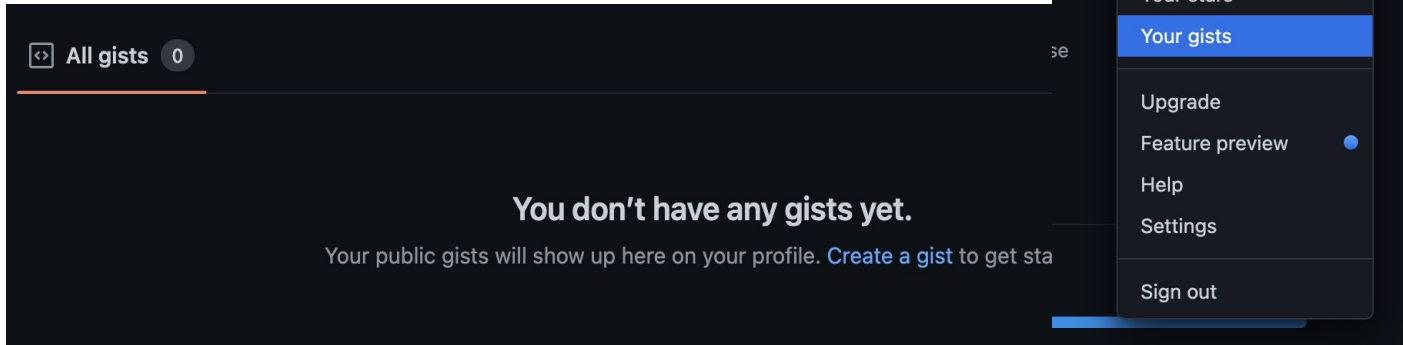 All gists 0
You don’t have any gists yet.
Your public gists will show up here on your profile. Create a gist to get sta
se
Your gists
Upgrade
Feature preview
Help
Settings
Sign out